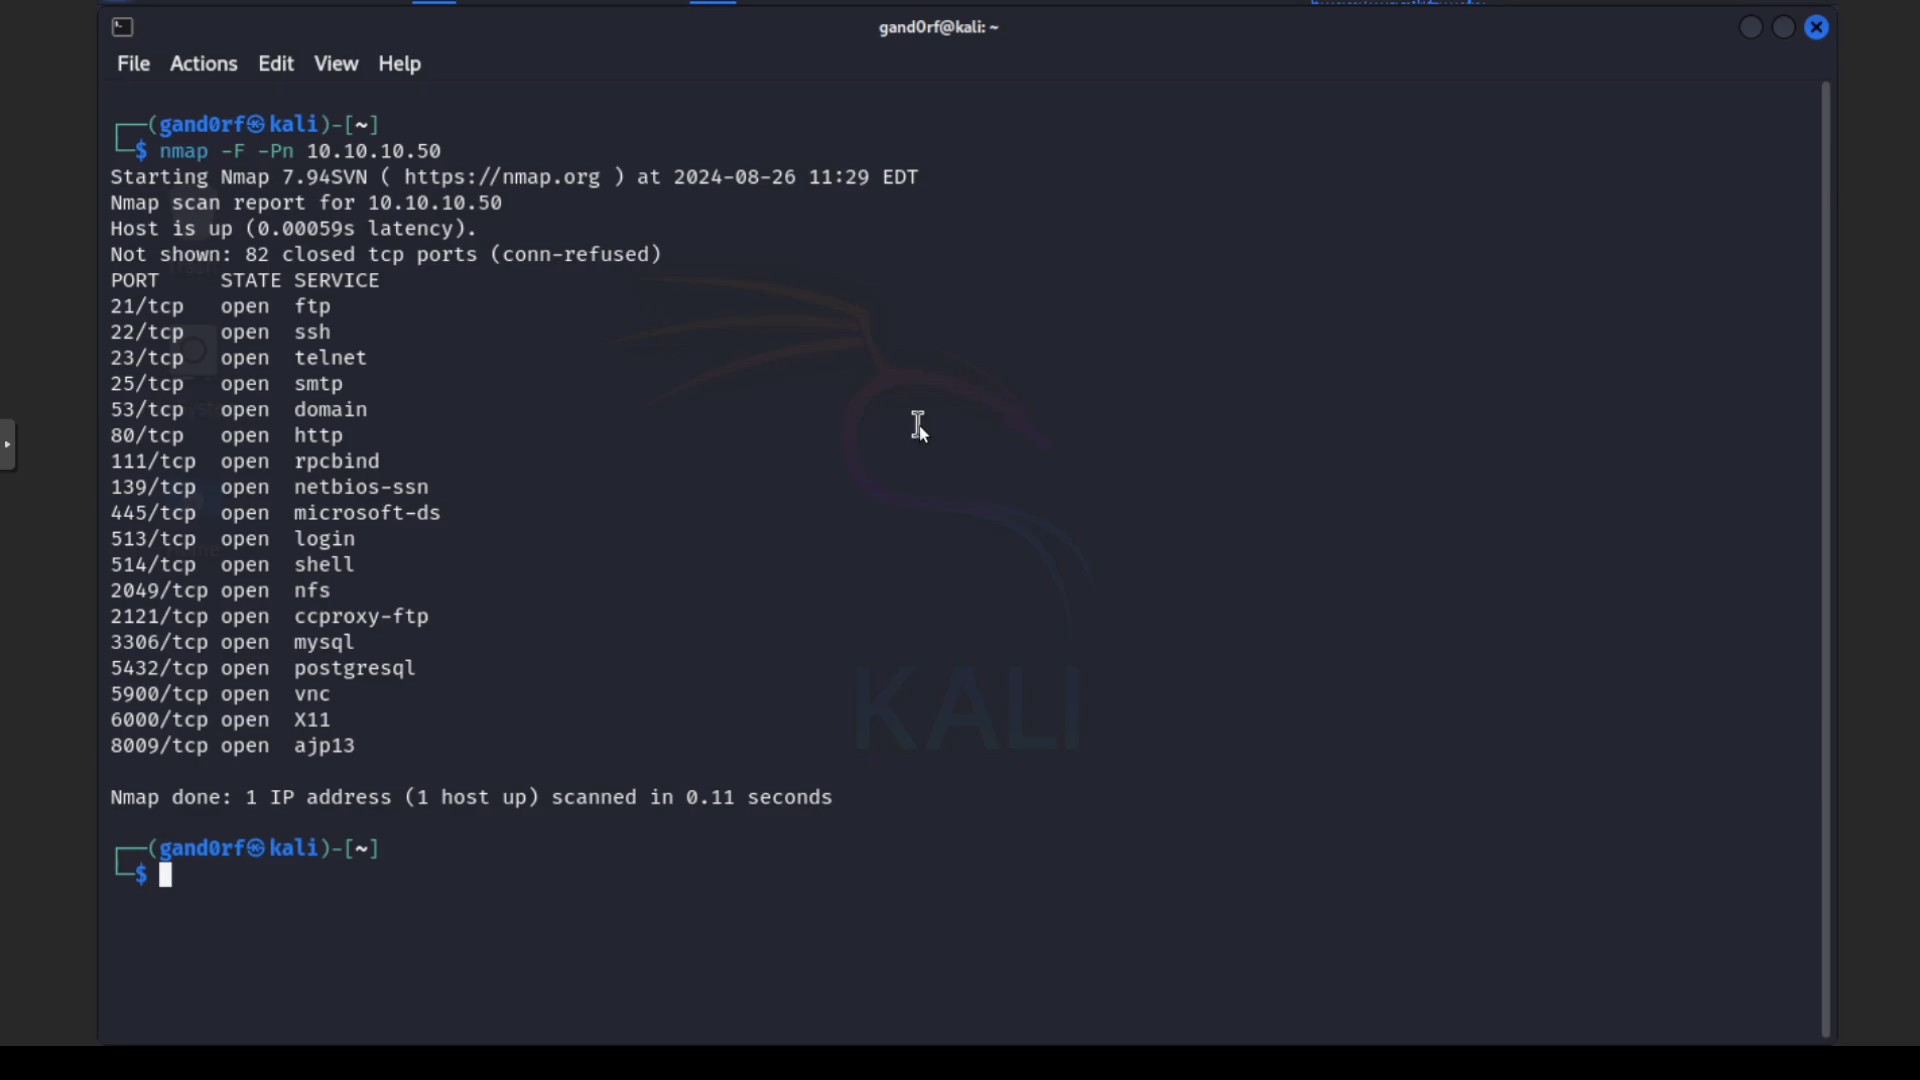 gand0rf@kali: ~
File Actions Edit View Help
┌──(gand0rf㉿kali)-[~]
└─$ nmap -F -Pn 10.10.10.50
Starting Nmap 7.94SVN ( https://nmap.org ) at 2024-08-26 11:29 EDT
Nmap scan report for 10.10.10.50
Host is up (0.00059s latency).
Not shown: 82 closed tcp ports (conn-refused)
PORT     STATE SERVICE
21/tcp   open  ftp
22/tcp   open  ssh
23/tcp   open  telnet
25/tcp   open  smtp
53/tcp   open  domain
80/tcp   open  http
111/tcp  open  rpcbind
139/tcp  open  netbios-ssn
445/tcp  open  microsoft-ds
513/tcp  open  login
514/tcp  open  shell
2049/tcp open  nfs
2121/tcp open  ccproxy-ftp
3306/tcp open  mysql
5432/tcp open  postgresql
5900/tcp open  vnc
6000/tcp open  X11
8009/tcp open  ajp13
KALI
Nmap done: 1 IP address (1 host up) scanned in 0.11 seconds
┌──(gand0rf㉿kali)-[~]
└─$